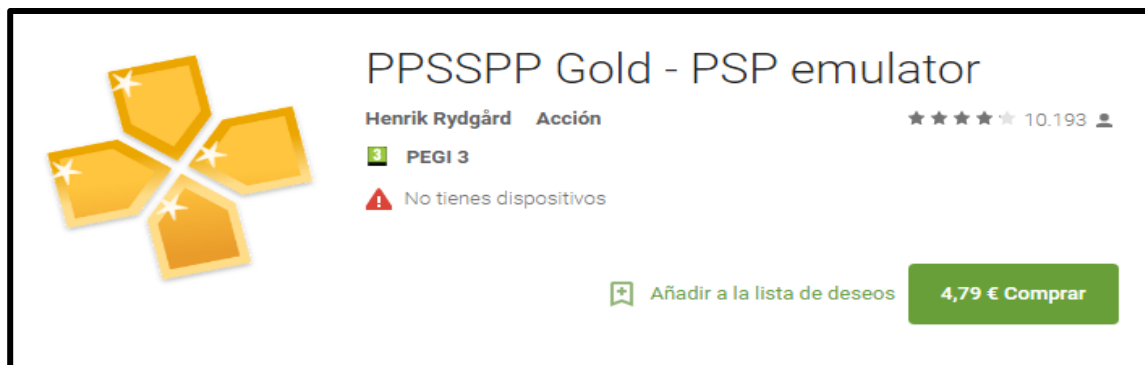 PPSSPP Gold - PSP emulator
Henrik Rydgård Acción 10.193
3 PEGI 3
No tienes dispositivos
Añadir a la lista de deseos 4,79 € Comprar